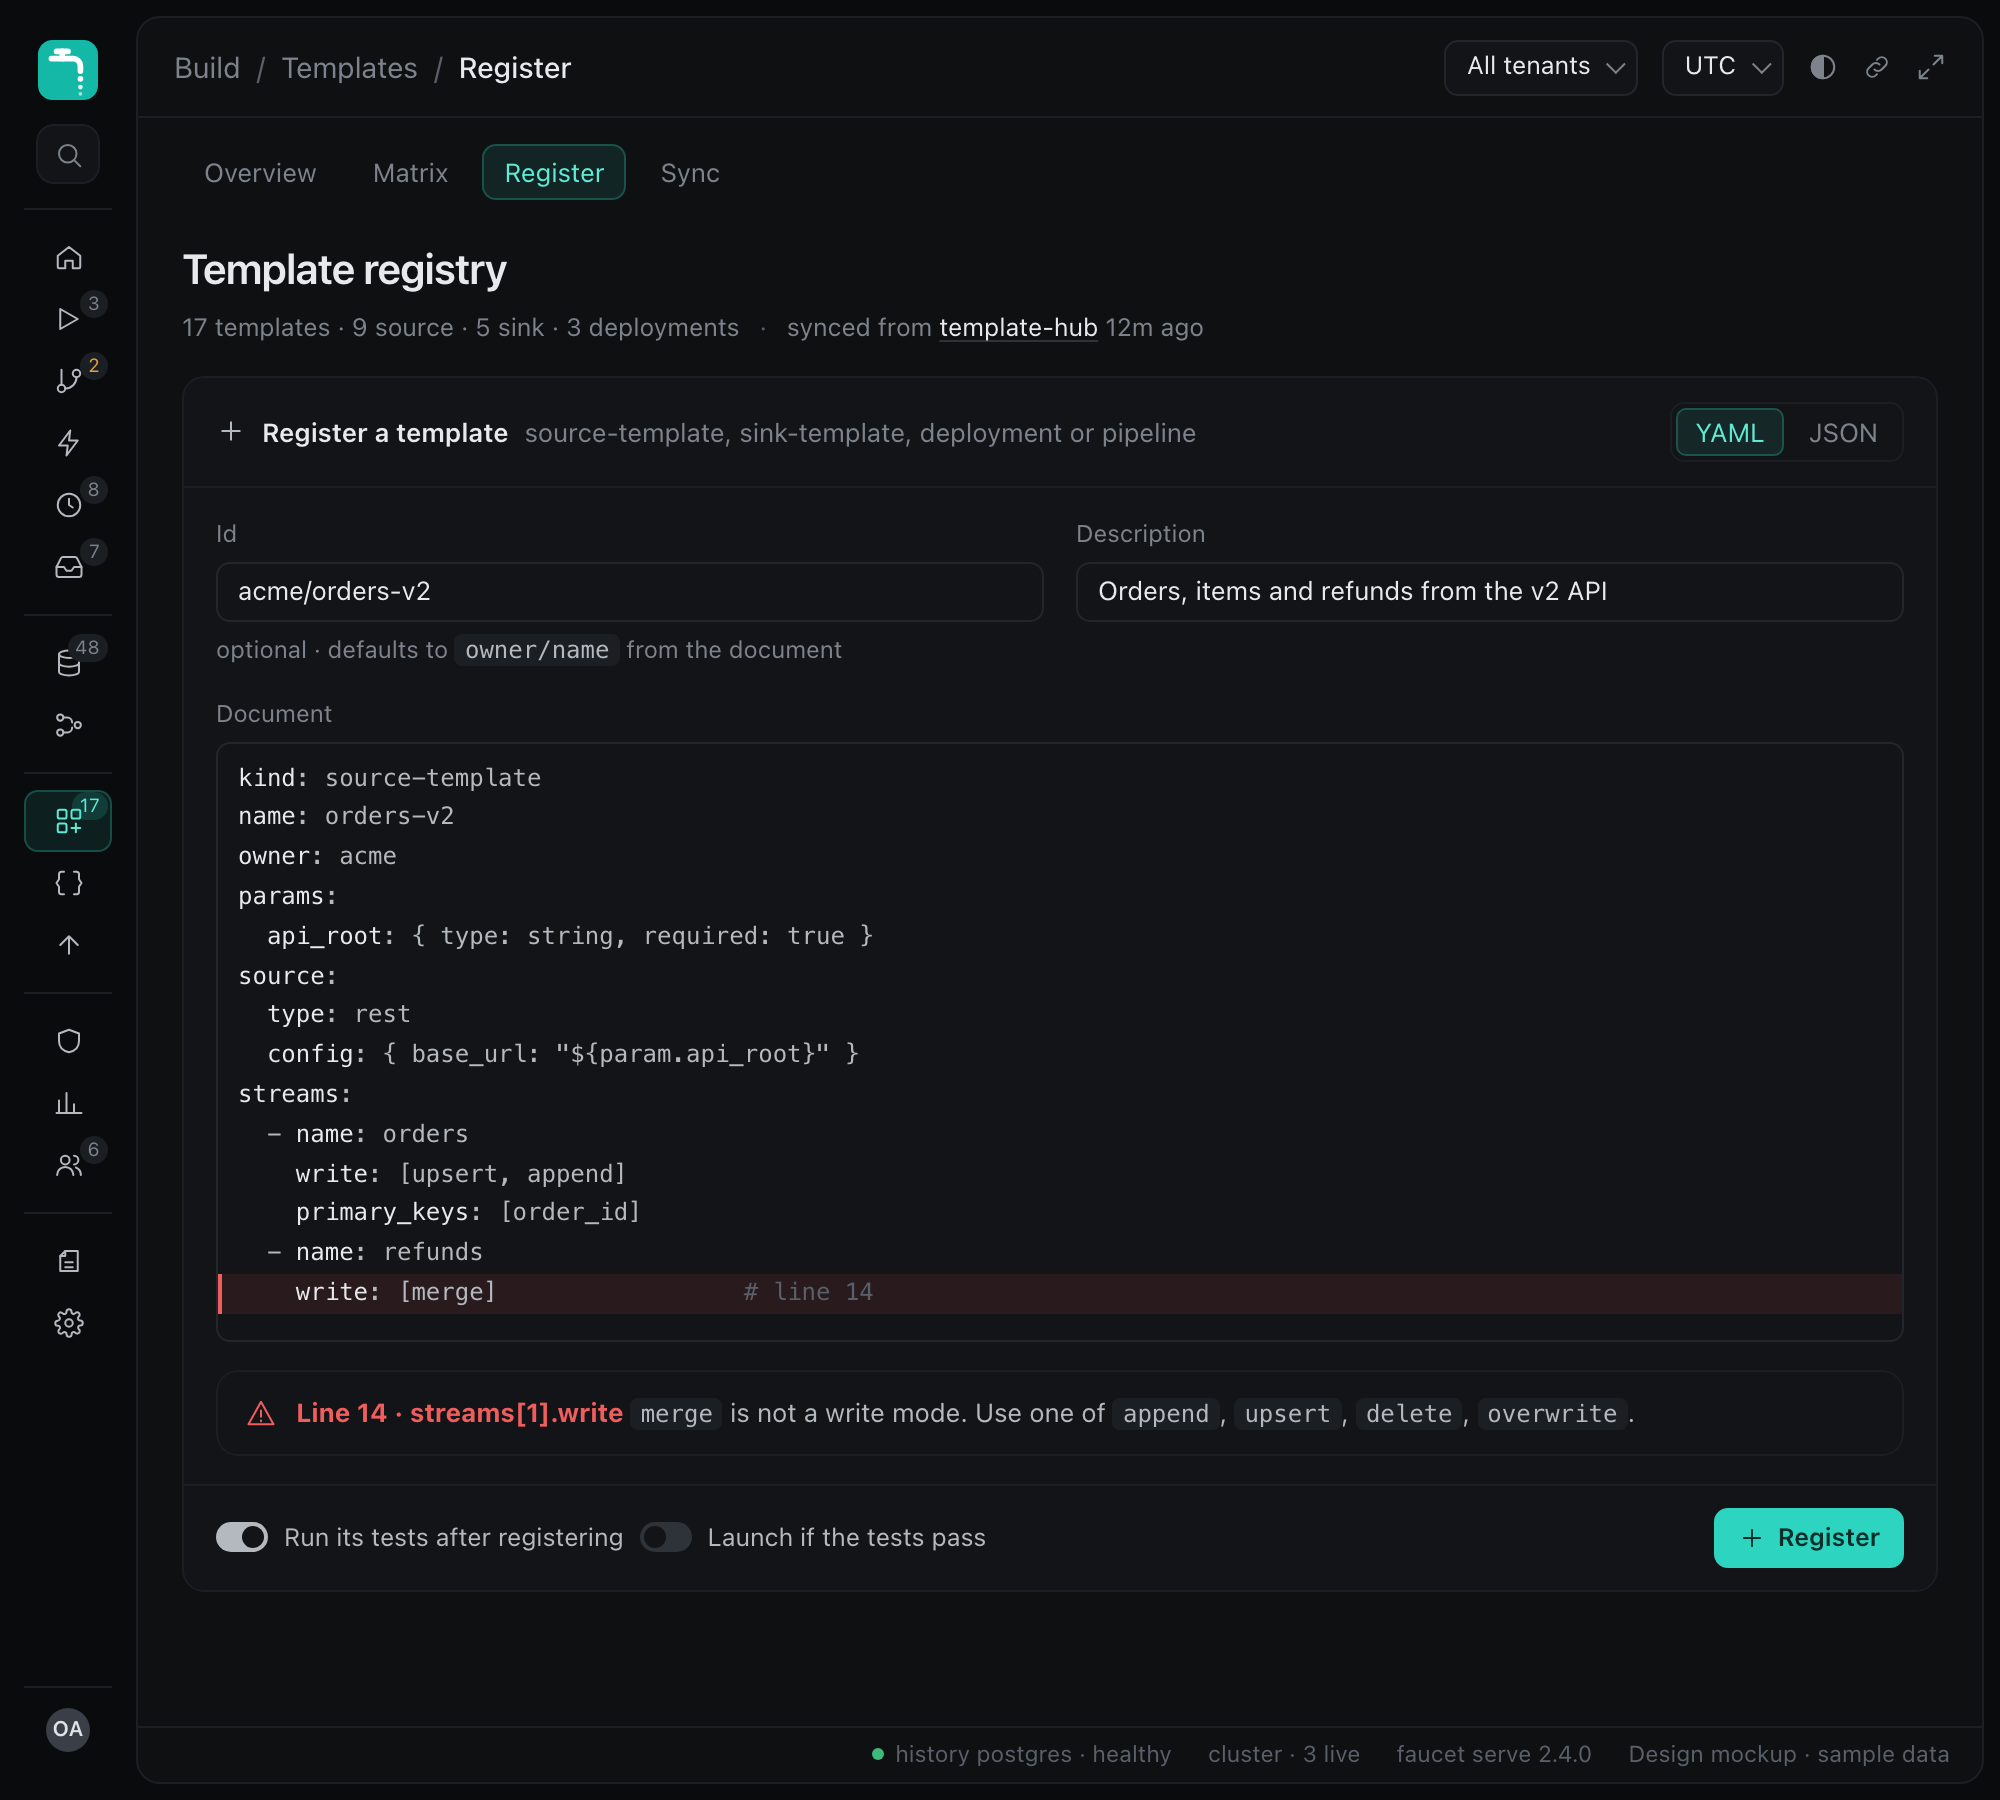 Build / Templates / Register
All tenants
UTC
Overview
Matrix
Register
Sync
Template registry
17 templates · 9 source · 5 sink · 3 deployments · synced from template-hub 12m ago
Register a template source-template, sink-template, deployment or pipeline
YAML
JSON
Id
Description
acme/orders-v2
Orders, items and refunds from the v2 API
optional · defaults to owner/name from the document
Document
kind: source-template
name: orders-v2
owner: acme
params:
  api_root: { type: string, required: true }
source:
  type: rest
  config: { base_url: "${param.api_root}" }
streams:
  - name: orders
    write: [upsert, append]
    primary_keys: [order_id]
  - name: refunds
    write: [merge]                 # line 14
Line 14 · streams[1].write merge is not a write mode. Use one of append, upsert, delete, overwrite.
Run its tests after registering
Launch if the tests pass
Register
3
2
8
7
48
17
6
OA
history postgres · healthy
cluster · 3 live
faucet serve 2.4.0
Design mockup · sample data